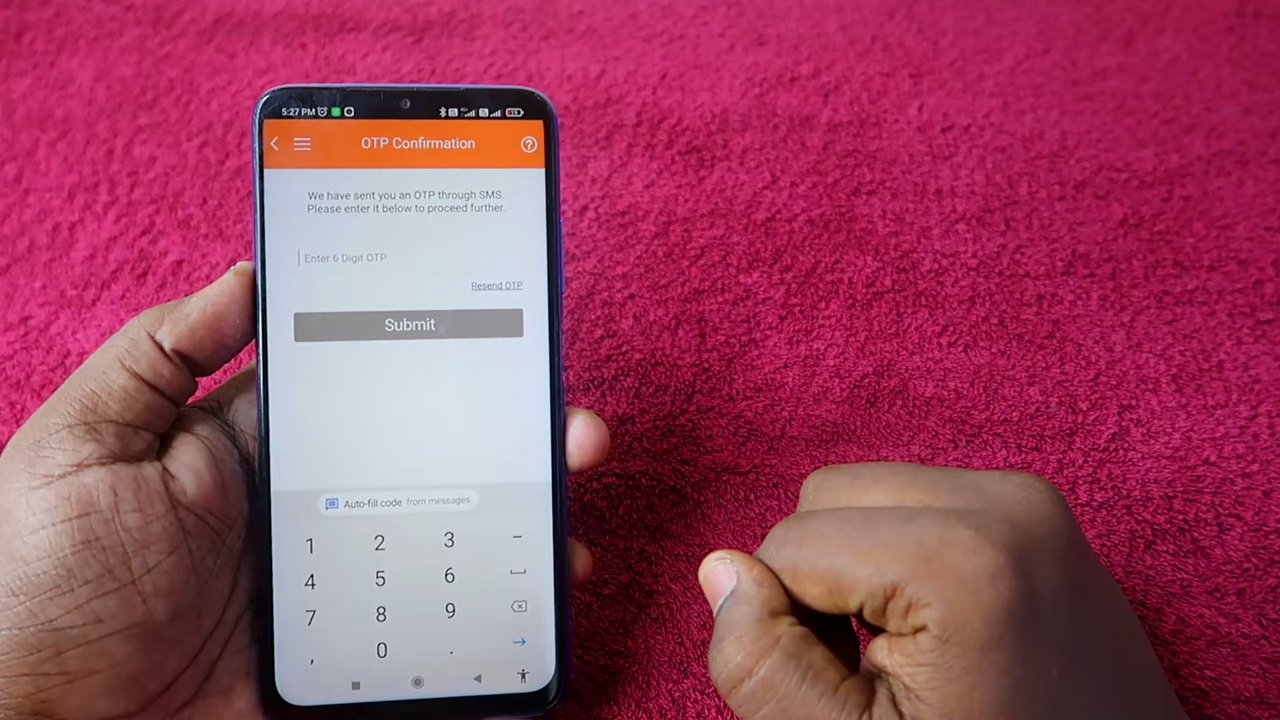 5:27 PM
OTP Confirmation
We have sent you an OTP through SMS.
Please enter it below to proceed further.
Enter 6 Digit OTP
Resend OTP
Submit
Auto-fill code from messages
1 2 3 -
4 5 6
7 8 9
, 0 .